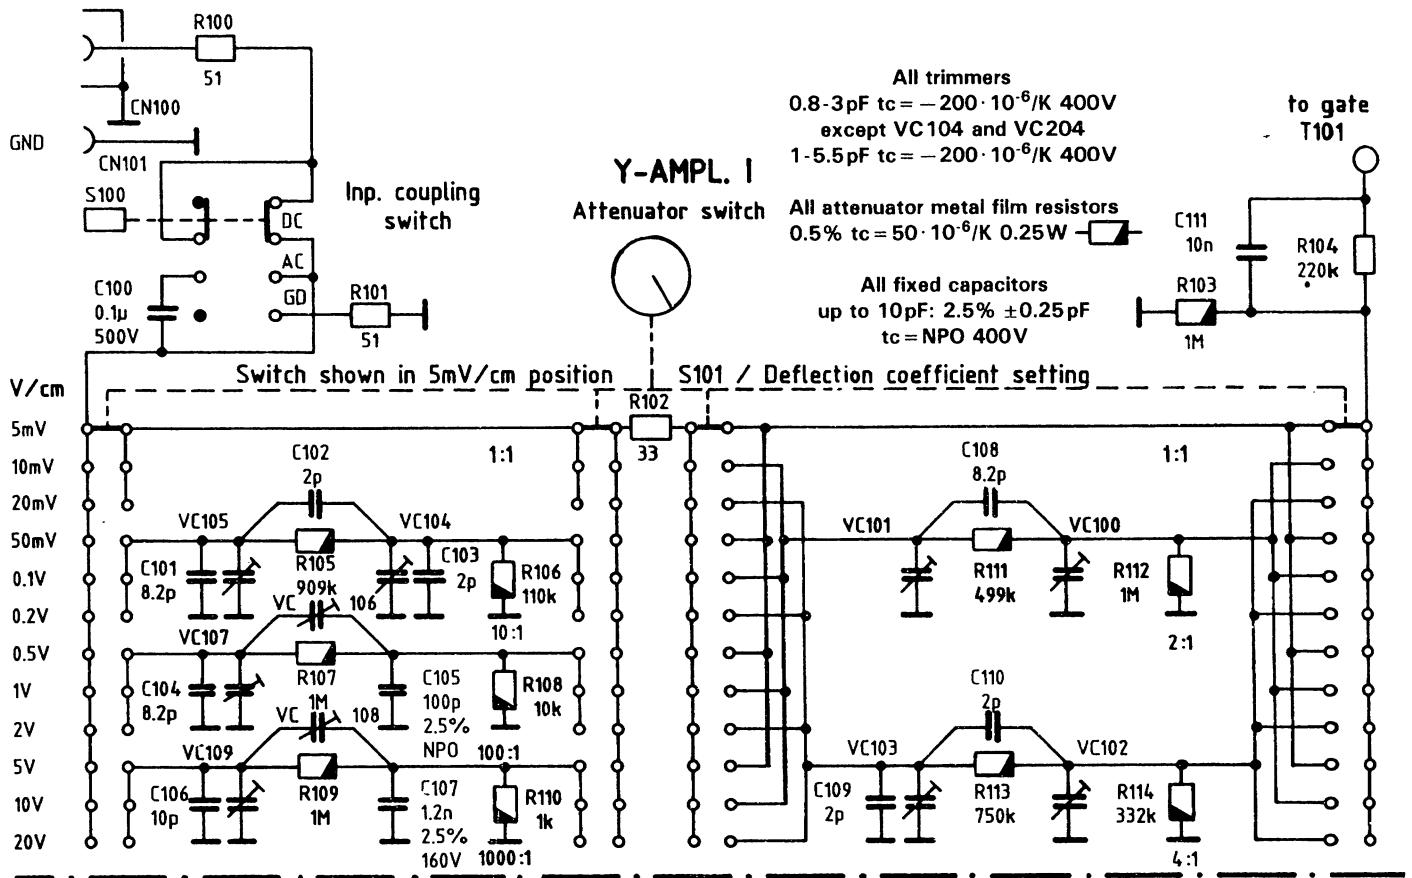 R100
51
CN100
GND
CN101
S100
Inp. coupling
switch
DC
AC
GD
C100
0.1µ
500V
R101
51
Y-AMPL. I
Attenuator switch
All trimmers
0.8-3pF tc = −200·10⁻⁶/K 400V
except VC104 and VC204
1-5.5pF tc = −200·10⁻⁶/K 400V
All attenuator metal film resistors
0.5% tc = 50·10⁻⁶/K 0.25W
All fixed capacitors
up to 10pF: 2.5% ±0.25pF
tc = NPO 400V
to gate
T101
C111
10n
R104
220k
R103
1M
Switch shown in 5mV/cm position
S101 / Deflection coefficient setting
V/cm
5mV
10mV
20mV
50mV
0.1V
0.2V
0.5V
1V
2V
5V
10V
20V
R102
33
C102
2p
1:1
VC105
VC104
C101
8.2p
R105
909k
C103
2p
R106
110k
10:1
VC 106
VC107
C104
8.2p
R107
1M
C105
100p
2.5%
NPO
R108
10k
100:1
VC 108
VC109
C106
10p
R109
1M
C107
1.2n
2.5%
160V
R110
1k
1000:1
C108
8.2p
1:1
VC101
VC100
R111
499k
R112
1M
2:1
C110
2p
VC103
VC102
C109
2p
R113
750k
R114
332k
4:1